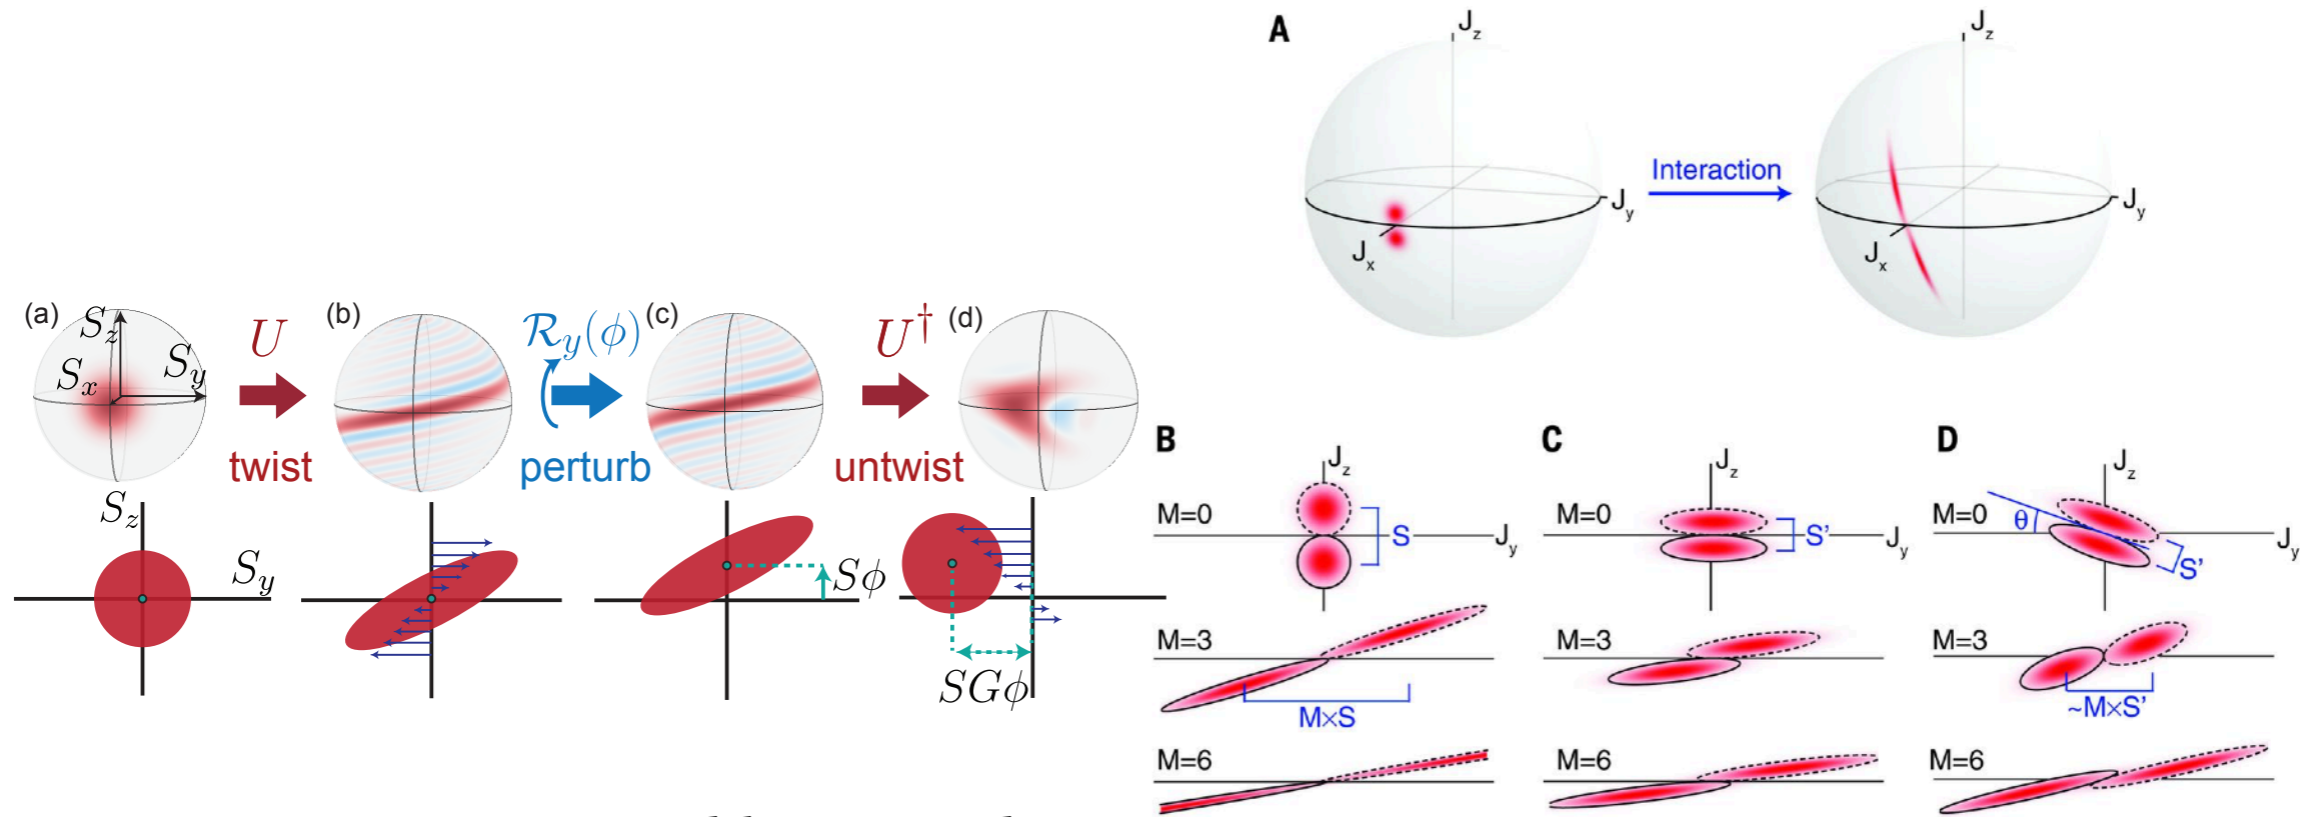 (a)
S_z
S_x
S_y
U
twist
(b)
R_y(ϕ)
perturb
(c)
U†
untwist
(d)
S_z
S_y
Sϕ
SGϕ
A
J_z
J_y
J_x
Interaction
J_z
J_y
J_x
B
J_z
M=0
S
J_y
M=3
M×S
M=6
C
J_z
M=0
S'
J_y
M=3
M=6
D
J_z
M=0
θ
J_y
S'
M=3
~M×S'
M=6